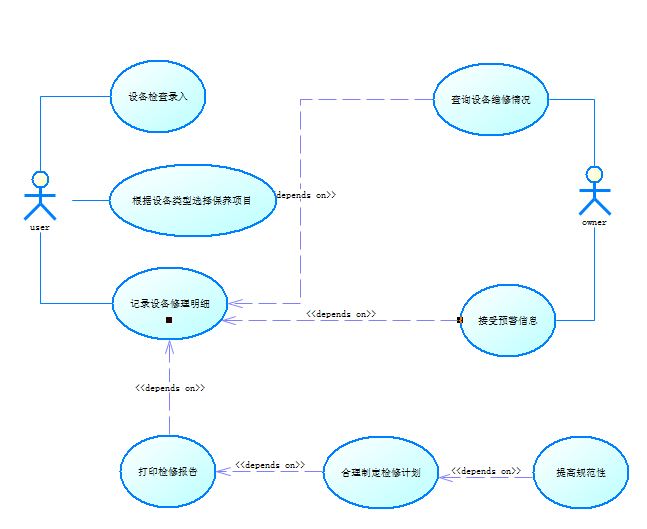 设备检查录入
查询设备维修情况
根据设备类型选择保养项目
depends on>>
user
owner
记录设备修理明细
<<depends on>>
接受预警信息
<<depends on>>
打印检修报告
<<depends on>>
合理制定检修计划
<<depends on>>
提高规范性